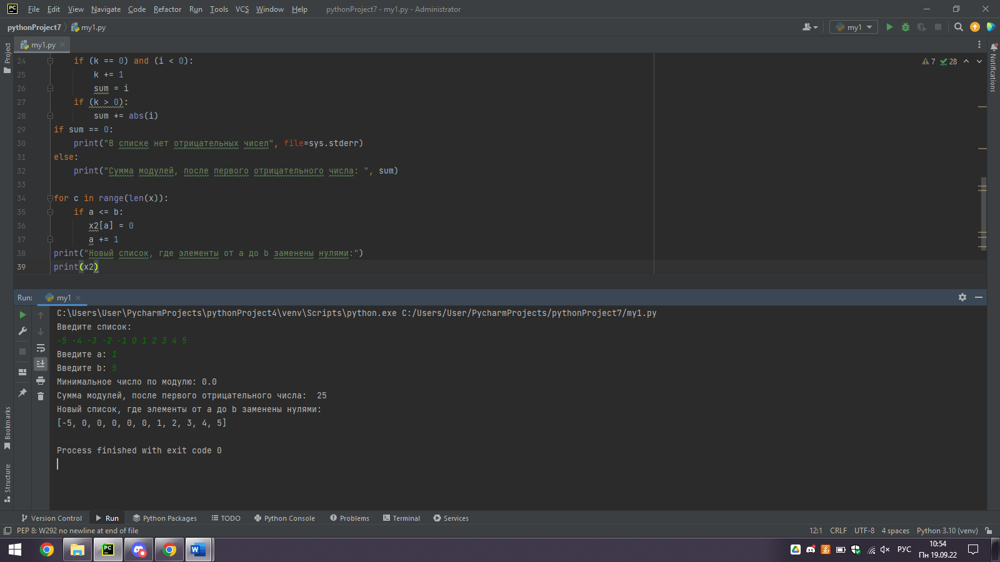 PC File Edit View Navigate Code Refactor Run Tools VCS Window Help pythonProject7 - my1.py - Administrator
pythonProject7 my1.py my1
my1.py
Project
Notifications
7 28
24 if (k == 0) and (i < 0):
25 k += 1
26 sum = i
27 if (k > 0):
28 sum += abs(i)
29 if sum == 0:
30 print("В списке нет отрицательных чисел", file=sys.stderr)
31 else:
32 print("Сумма модулей, после первого отрицательного числа: ", sum)
33
34 for c in range(len(x)):
35 if a <= b:
36 x2[a] = 0
37 a += 1
38 print("Новый список, где элементы от a до b заменены нулями:")
39 print(x2)
Run: my1
C:\Users\User\PycharmProjects\pythonProject4\venv\Scripts\python.exe C:/Users/User/PycharmProjects/pythonProject7/my1.py
Введите список:
-5 -4 -3 -2 -1 0 1 2 3 4 5
Введите a: 1
Введите b: 5
Минимальное число по модулю: 0.0
Сумма модулей, после первого отрицательного числа:  25
Новый список, где элементы от a до b заменены нулями:
[-5, 0, 0, 0, 0, 0, 1, 2, 3, 4, 5]
Process finished with exit code 0
Bookmarks
Structure
Version Control Run Python Packages TODO Python Console Problems Terminal Services
PEP 8: W292 no newline at end of file 12:1 CRLF UTF-8 4 spaces Python 3.10 (venv)
PC W РУС 10:54
Пн 19.09.22